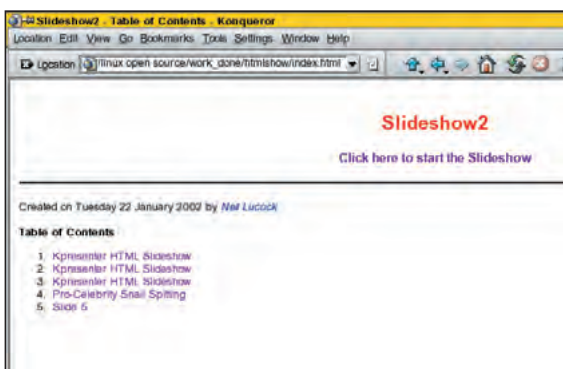 Slideshow2 - Table of Contents - Konqueror
Location Edit View Go Bookmarks Tools Settings Window Help
Location /linux open source/work_done/htmlshow/index.html
Slideshow2
Click here to start the Slideshow
Created on Tuesday 22 January 2002 by Neil Lucock
Table of Contents
1. Kpresenter HTML Slideshow
2. Kpresenter HTML Slideshow
3. Kpresenter HTML Slideshow
4. Pro-Celebrity Snail Spitting
5. Slide 5